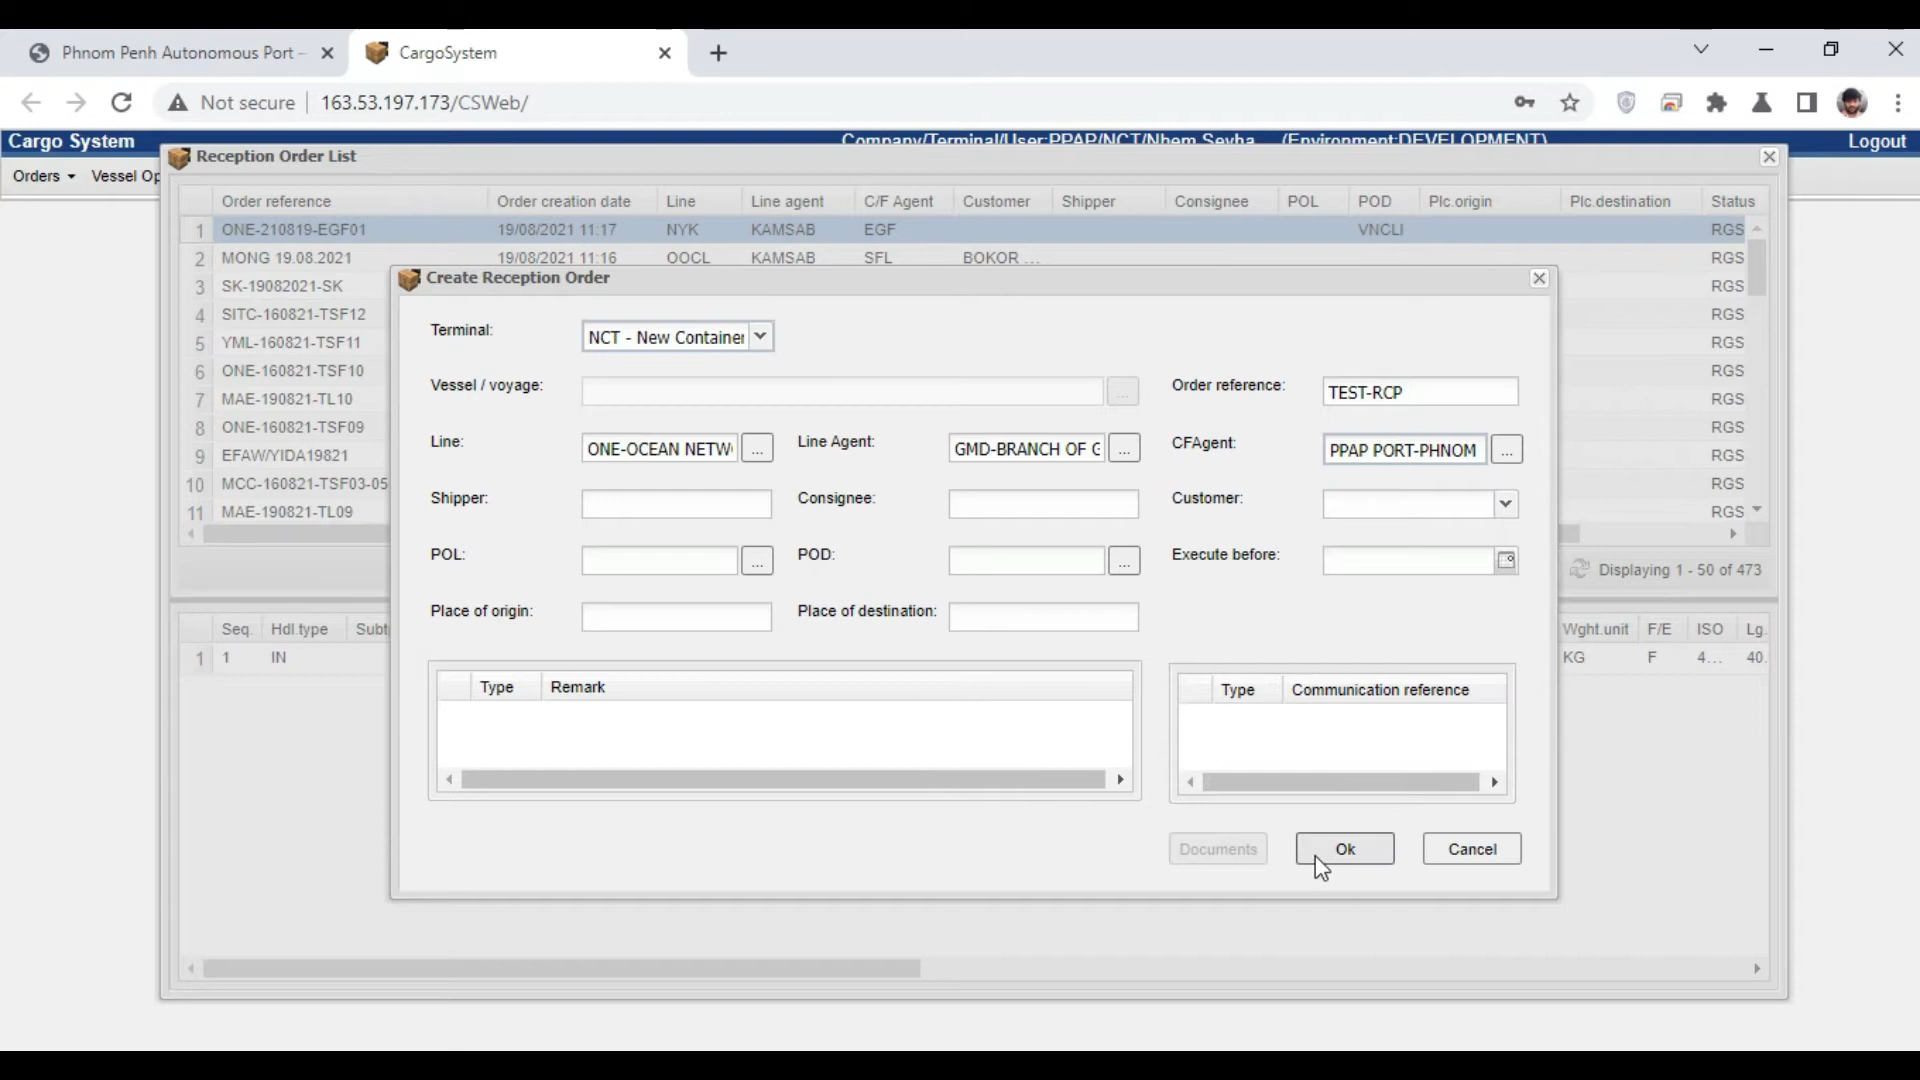 Phnom Penh Autonomous Port –
CargoSystem
Not secure 163.53.197.173/CSWeb/
Cargo System Company/Terminal/User:PPAP/NCT/Nhem Seyha (Environment:DEVELOPMENT) Logout
Orders Vessel Op
Reception Order List
Order reference Order creation date Line Line agent C/F Agent Customer Shipper Consignee POL POD Plc.origin Plc.destination Status
1 ONE-210819-EGF01 19/08/2021 11:17 NYK KAMSAB EGF VNCLI RGS
2 MONG 19.08.2021 19/08/2021 11:16 OOCL KAMSAB SFL BOKOR ... RGS
3 SK-19082021-SK RGS
4 SITC-160821-TSF12 RGS
5 YML-160821-TSF11 RGS
6 ONE-160821-TSF10 RGS
7 MAE-190821-TL10 RGS
8 ONE-160821-TSF09 RGS
9 EFAW/YIDA19821 RGS
10 MCC-160821-TSF03-05 RGS
11 MAE-190821-TL09 RGS
Displaying 1 - 50 of 473
Seq. Hdl.type Subt Wght.unit F/E ISO Lg.
1 1 IN KG F 4... 40.
Create Reception Order
Terminal: NCT - New Container
Vessel / voyage: ... Order reference: TEST-RCP
Line: ONE-OCEAN NETW ... Line Agent: GMD-BRANCH OF G ... CFAgent: PPAP PORT-PHNOM ...
Shipper: Consignee: Customer:
POL: ... POD: ... Execute before:
Place of origin: Place of destination:
Type Remark
Type Communication reference
Documents Ok Cancel